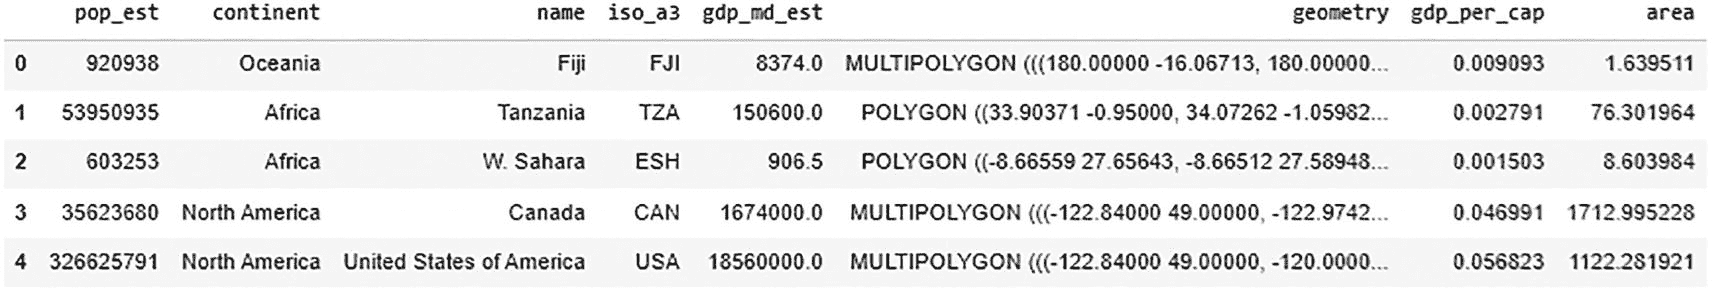 pop_est continent name iso_a3 gdp_md_est geometry gdp_per_cap area
0 920938 Oceania Fiji FJI 8374.0 MULTIPOLYGON (((180.00000 -16.06713, 180.00000... 0.009093 1.639511
1 53950935 Africa Tanzania TZA 150600.0 POLYGON ((33.90371 -0.95000, 34.07262 -1.05982... 0.002791 76.301964
2 603253 Africa W. Sahara ESH 906.5 POLYGON ((-8.66559 27.65643, -8.66512 27.58948... 0.001503 8.603984
3 35623680 North America Canada CAN 1674000.0 MULTIPOLYGON (((-122.84000 49.00000, -122.9742... 0.046991 1712.995228
4 326625791 North America United States of America USA 18560000.0 MULTIPOLYGON (((-122.84000 49.00000, -120.0000... 0.056823 1122.281921